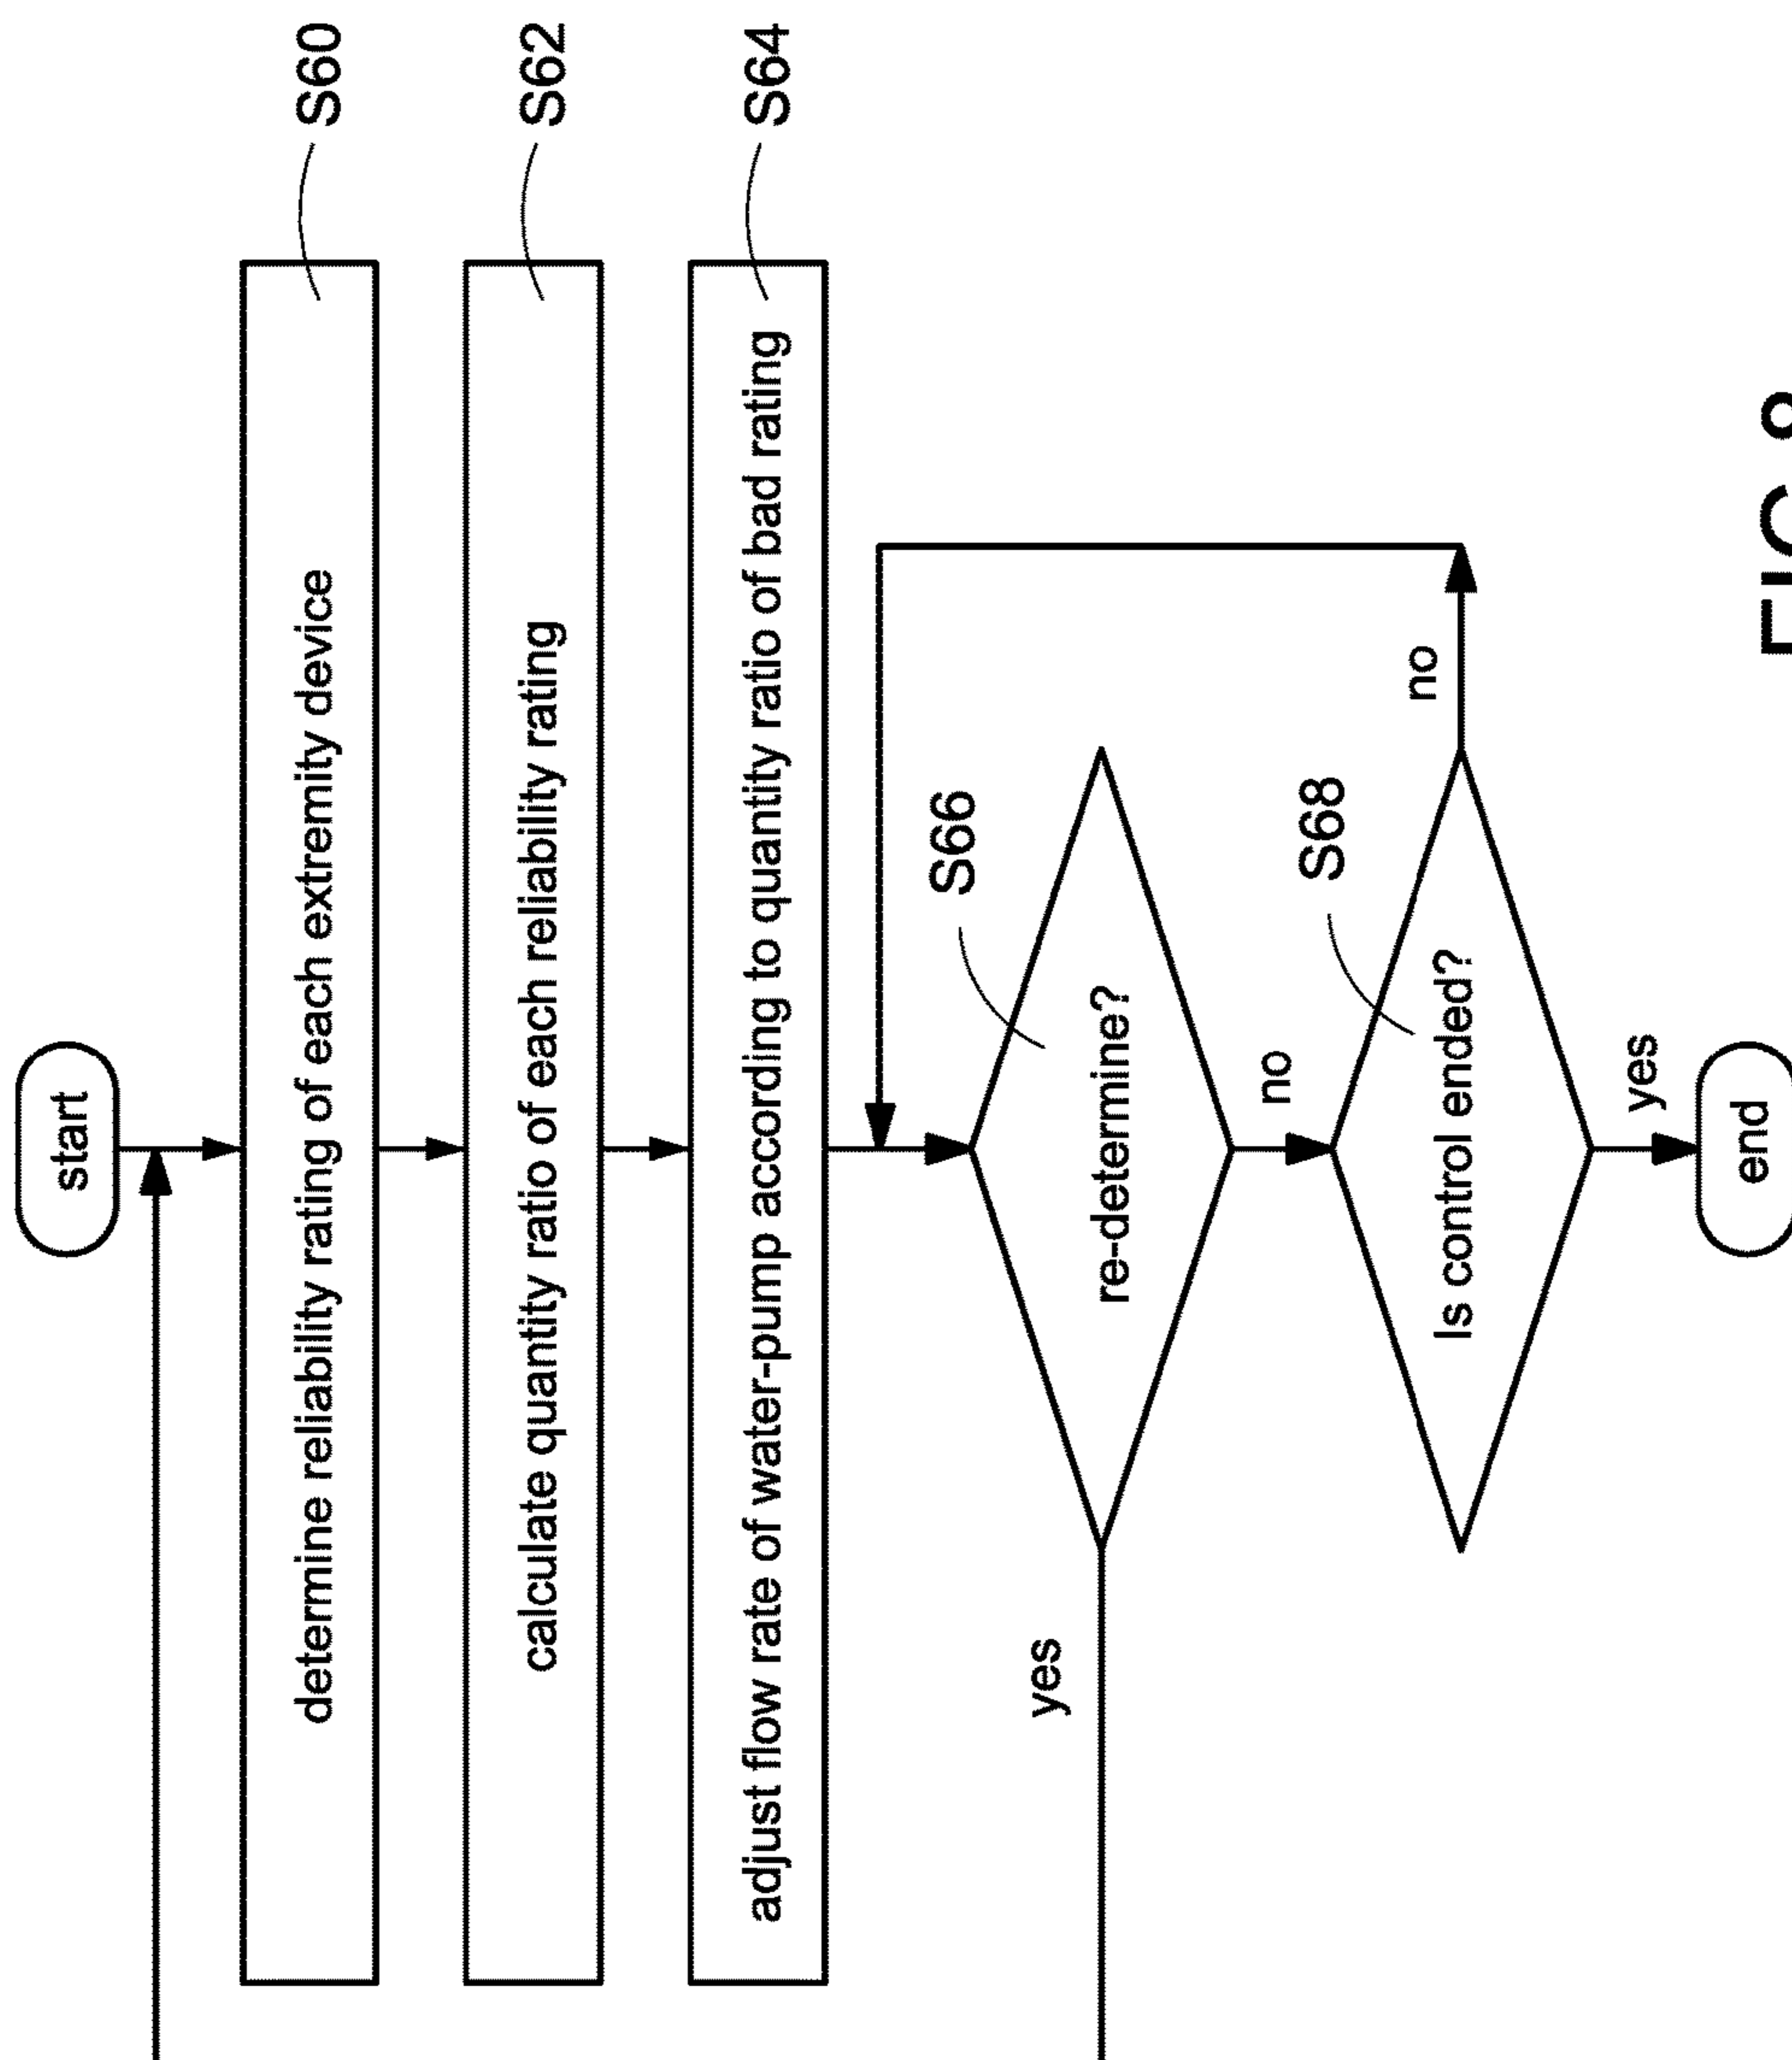 start
determine reliability rating of each extremity device
S60
calculate quantity ratio of each reliability rating
S62
adjust flow rate of water-pump according to quantity ratio of bad rating
S64
S66
re-determine?
yes
no
S68
Is control ended?
no
yes
end